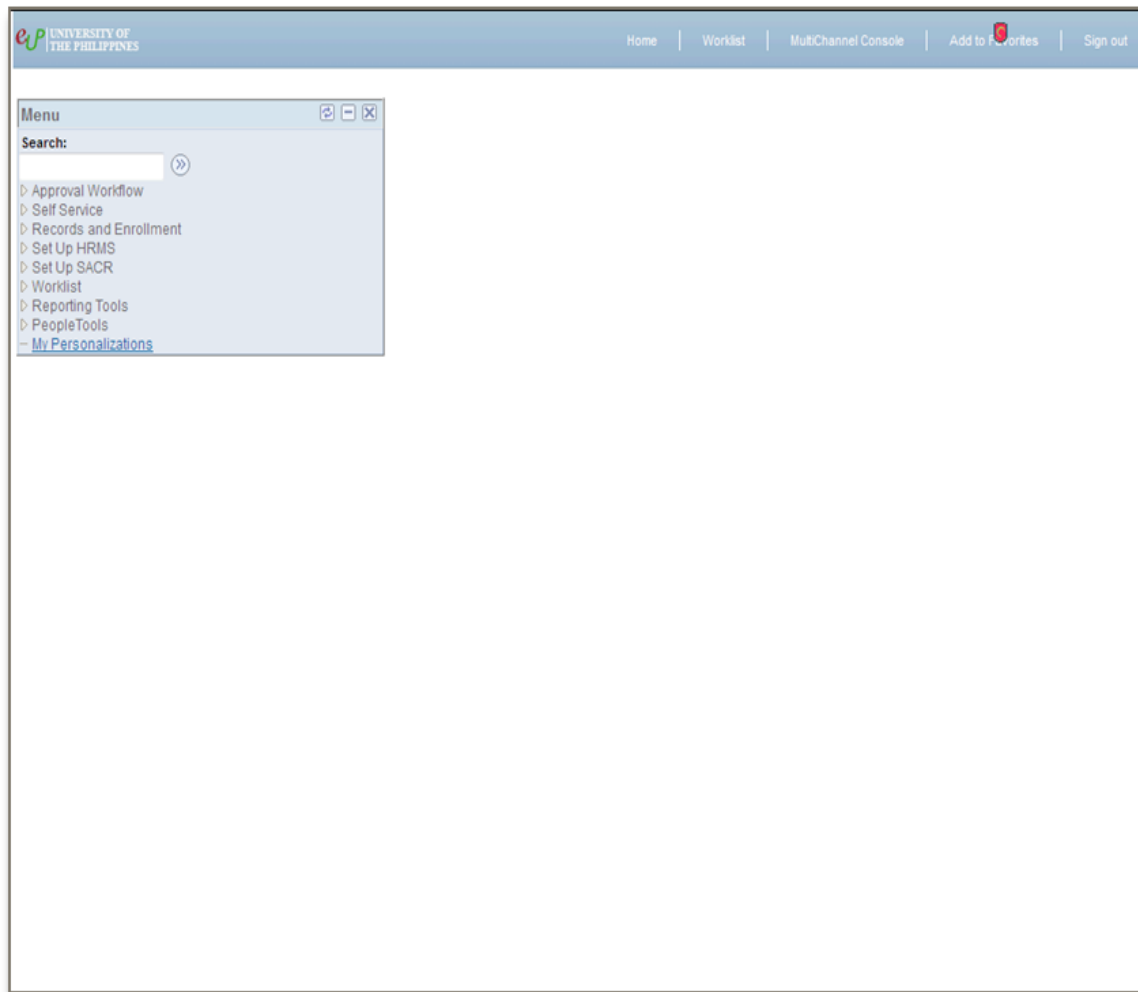 eUP UNIVERSITY OF
THE PHILIPPINES
Home Worklist MultiChannel Console Add to Favorites Sign out
Menu
Search:
Approval Workflow
Self Service
Records and Enrollment
Set Up HRMS
Set Up SACR
Worklist
Reporting Tools
PeopleTools
My Personalizations